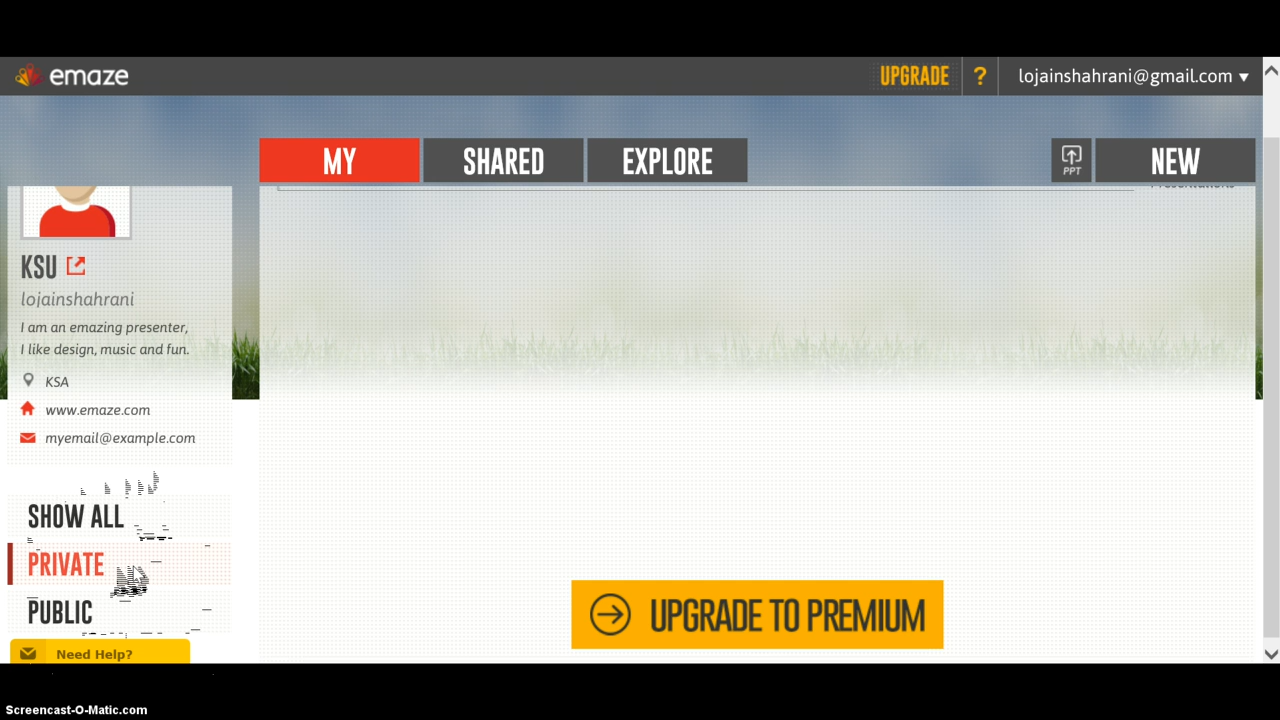 emaze
UPGRADE
?
lojainshahrani@gmail.com
MY
SHARED
EXPLORE
PPT
NEW
KSU
lojainshahrani
I am an emazing presenter,
I like design, music and fun.
KSA
www.emaze.com
myemail@example.com
SHOW ALL
PRIVATE
PUBLIC
Need Help?
UPGRADE TO PREMIUM
Screencast-O-Matic.com